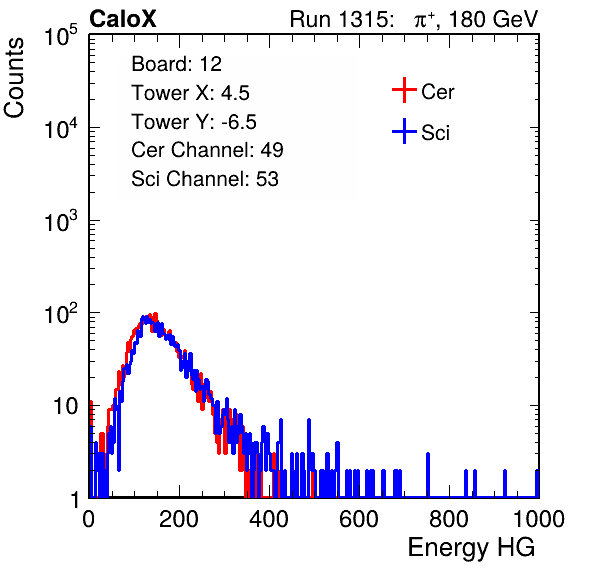 CaloX Run 1315: π⁺, 180 GeV
Counts
10⁵
10⁴
10³
10²
10
1
Board: 12
Tower X: 4.5
Tower Y: -6.5
Cer Channel: 49
Sci Channel: 53
Cer
Sci
0 200 400 600 800 1000
Energy HG